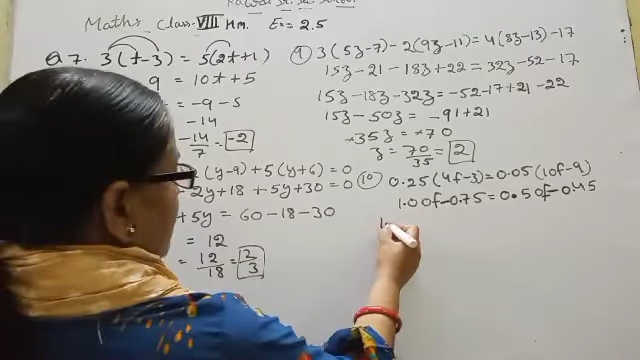 Maths Class-VIII HM. Ex= 2.5
Q 7. 3(t-3) = 5(2t+1)
9 = 10t+5
= -9-5
-14
-14/7 = -2
(y-9)+5(y+6)=0
2y+18+5y+30=0
+5y = 60-18-30
= 12
= 12/18 = 2/3
9) 3(5z-7)-2(9z-11)=4(8z-13)-17
15z-21-18z+22=32z-52-17
15z-18z-32z=-52-17+21-22
15z-50z= -91+21
-35z=-70
z= 70/35 = 2
10) 0.25(4f-3)=0.05(10f-9)
1.00f-0.75=0.50f-0.45